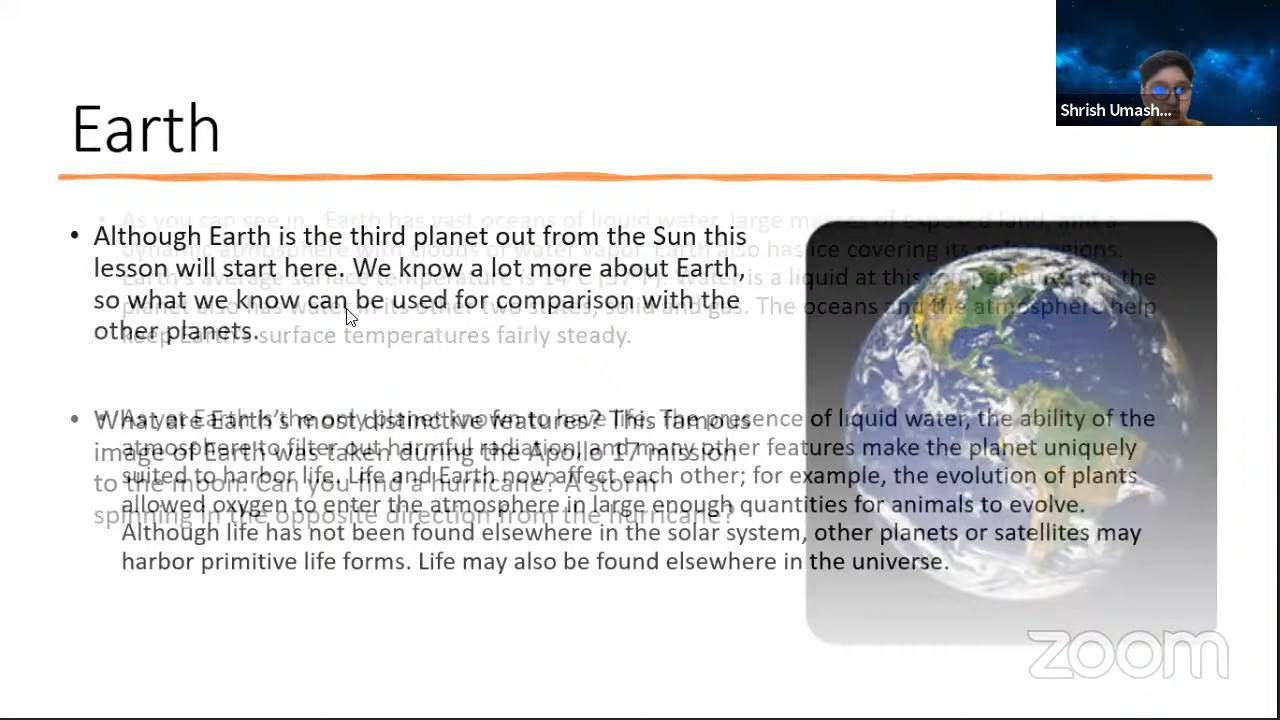 Shrish Umash...
Earth
• Although Earth is the third planet out from the Sun this
lesson will start here. We know a lot more about Earth,
so what we know can be used for comparison with the
other planets.
• What are Earth's most distinctive features? This famous
image of Earth was taken during the Apollo 17 mission
to the moon. Can you find a hurricane? A storm
spinning in the opposite direction from the hurricane?
• As you can see in , Earth has vast oceans of liquid water, large masses of exposed land, and a
dynamic atmosphere with clouds of water vapor. Earth also has ice covering its polar regions.
Earth's average surface temperature is 14°C (57°F). Water is a liquid at this temperature, but the
planet also has water in its other two states, solid and gas. The oceans and the atmosphere help
keep Earth's surface temperatures fairly steady.
• As yet Earth is the only planet known to have life. The presence of liquid water, the ability of the
atmosphere to filter out harmful radiation, and many other features make the planet uniquely
suited to harbor life. Life and Earth now affect each other; for example, the evolution of plants
allowed oxygen to enter the atmosphere in large enough quantities for animals to evolve.
Although life has not been found elsewhere in the solar system, other planets or satellites may
harbor primitive life forms. Life may also be found elsewhere in the universe.
zoom